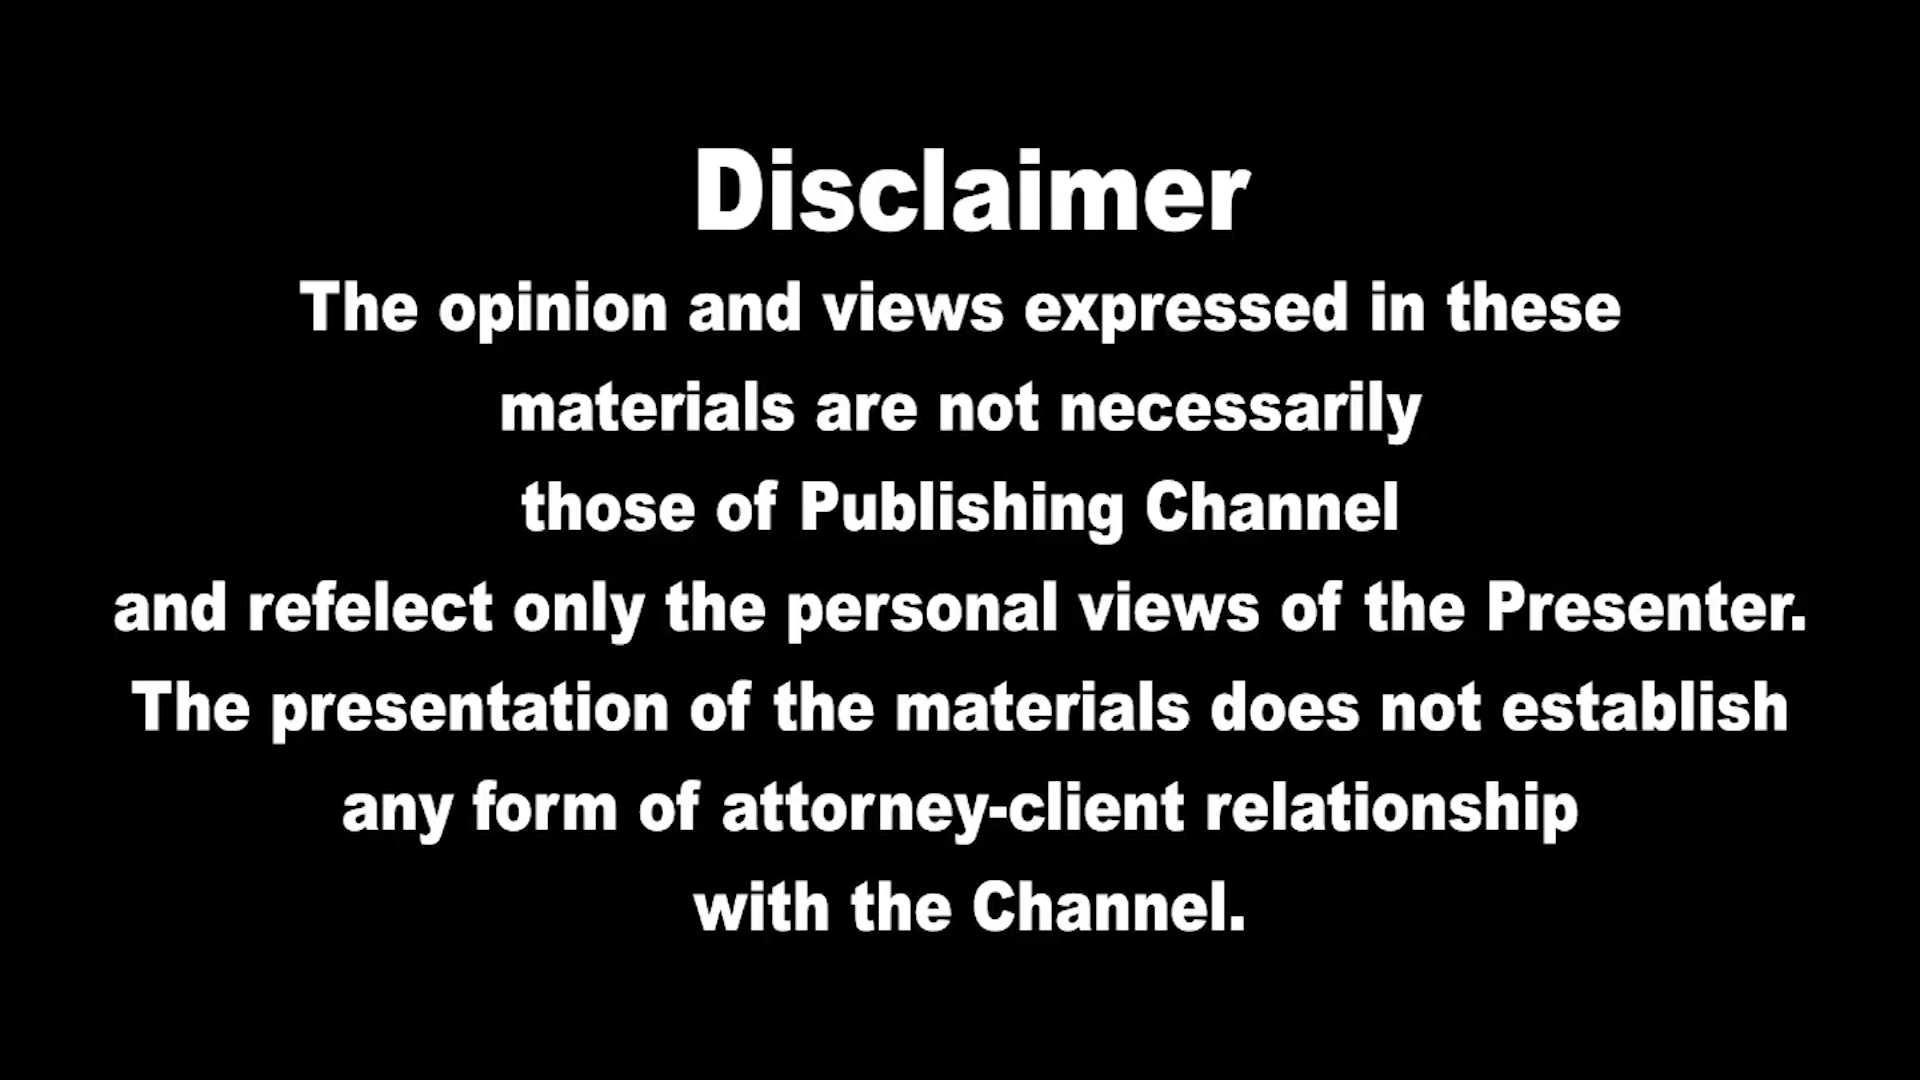 Disclaimer
The opinion and views expressed in these
materials are not necessarily
those of Publishing Channel
and refelect only the personal views of the Presenter.
The presentation of the materials does not establish
any form of attorney-client relationship
with the Channel.